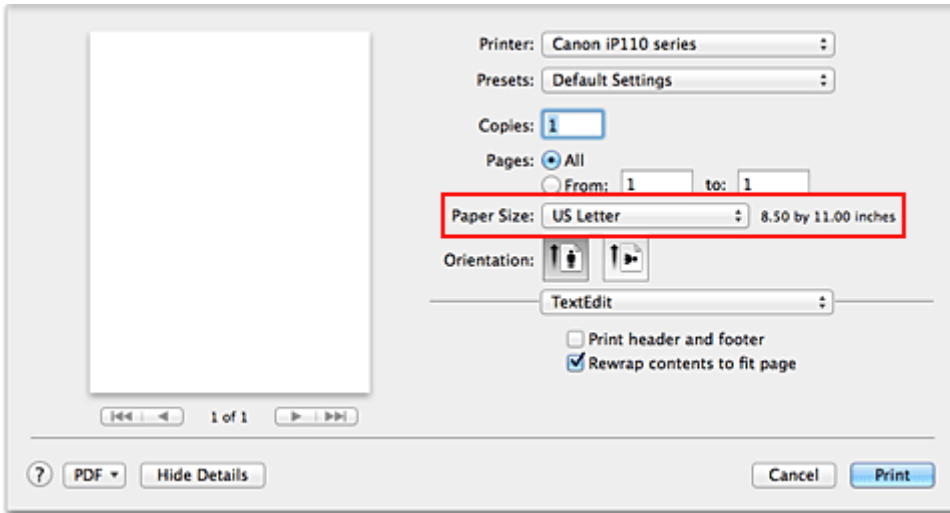 Printer: Canon iP110 series
Presets: Default Settings
Copies: 1
Pages: All
From: 1 to: 1
Paper Size: US Letter 8.50 by 11.00 inches
Orientation:
TextEdit
Print header and footer
Rewrap contents to fit page
1 of 1
? PDF Hide Details Cancel Print